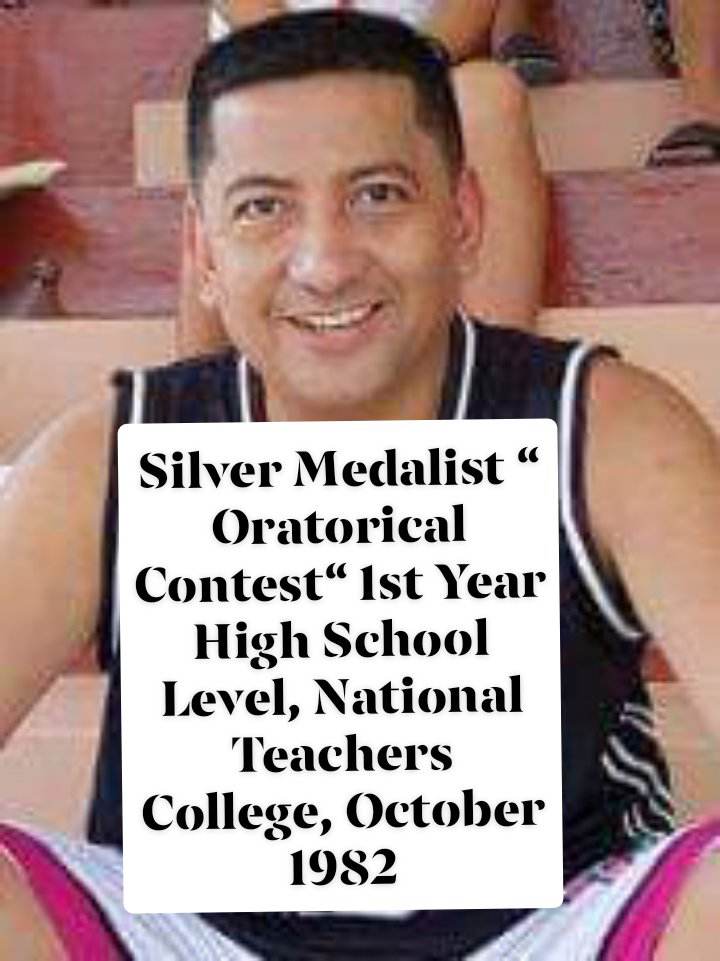 Silver Medalist “
Oratorical
Contest“ 1st Year
High School
Level, National
Teachers
College, October
1982